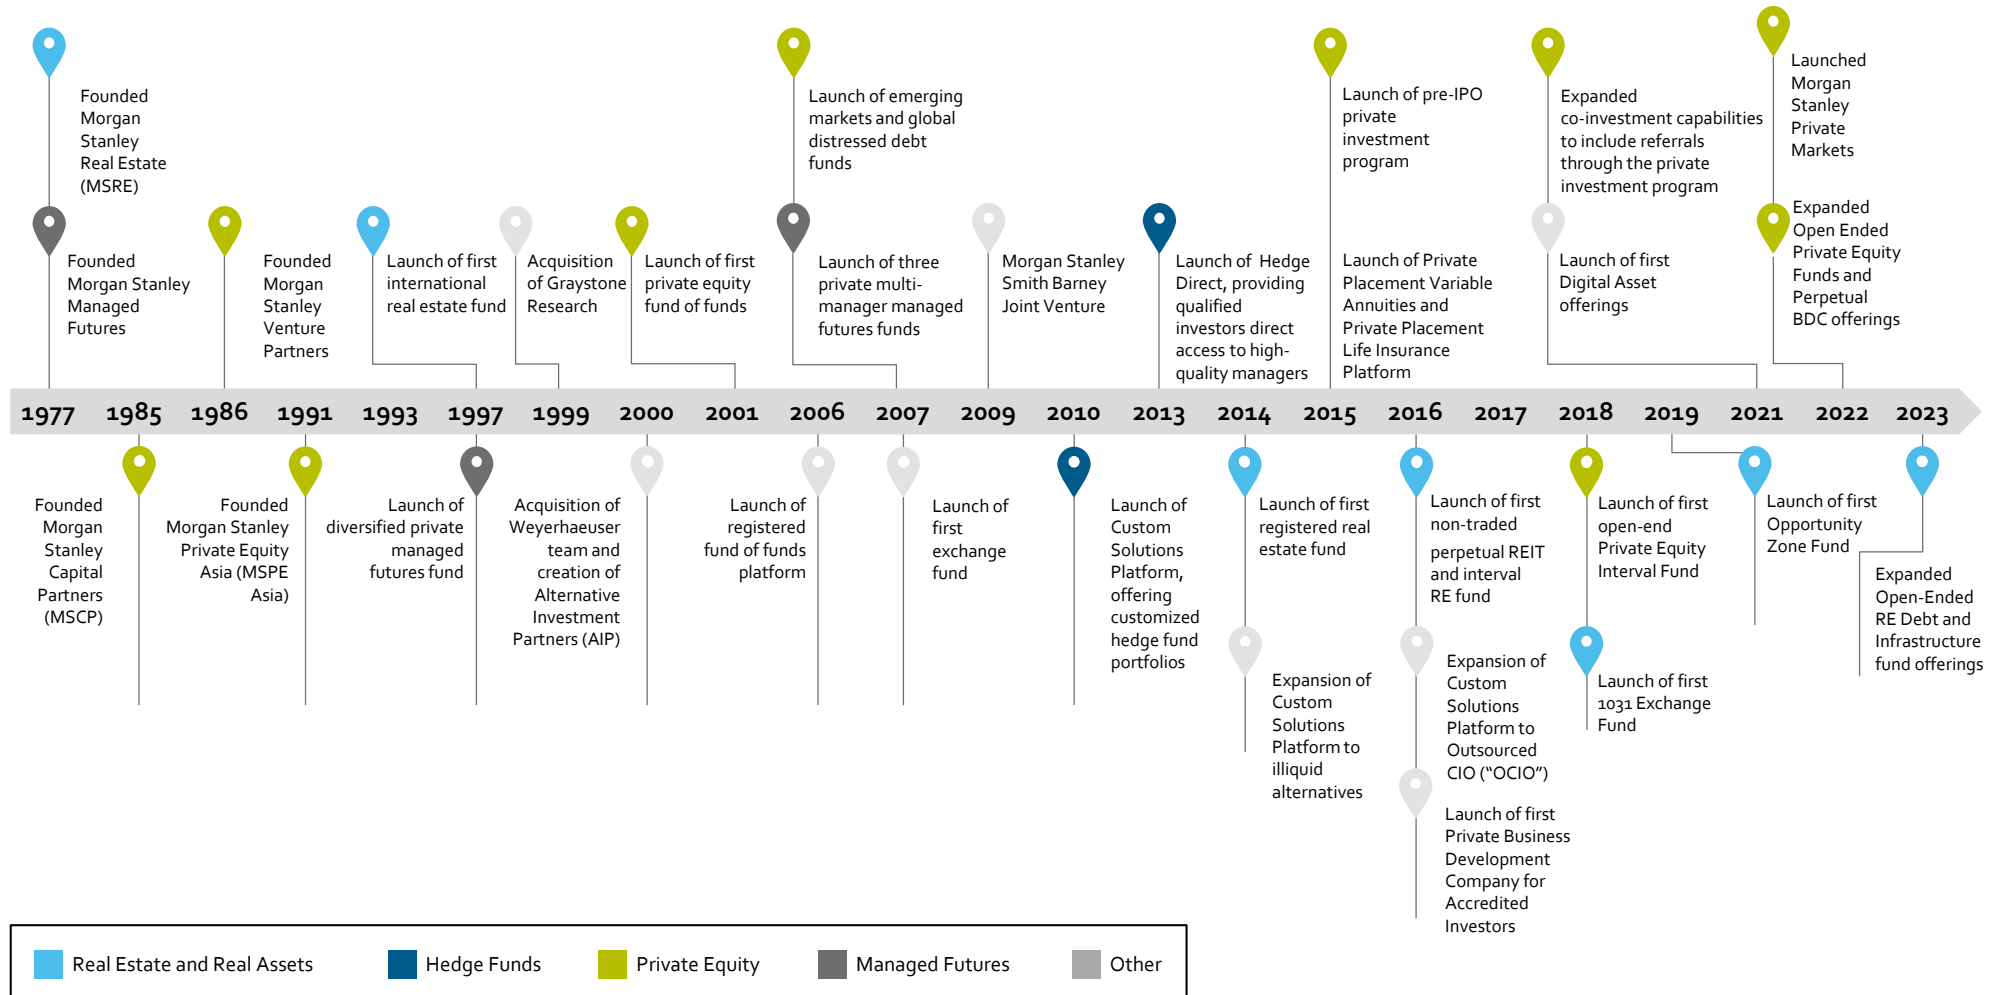 Founded
Morgan
Stanley
Real Estate
(MSRE)
Founded
Morgan Stanley
Managed
Futures
Founded
Morgan
Stanley
Venture
Partners
Launch of first
international
real estate fund
Acquisition
of Graystone
Research
Launch of first
private equity
fund of funds
Launch of emerging
markets and global
distressed debt
funds
Launch of three
private multi-
manager managed
futures funds
Morgan Stanley
Smith Barney
Joint Venture
Launch of Hedge
Direct, providing
qualified
investors direct
access to high-
quality managers
Launch of pre-IPO
private
investment
program
Launch of Private
Placement Variable
Annuities and
Private Placement
Life Insurance
Platform
Expanded
co-investment capabilities
to include referrals
through the private
investment program
Launch of first
Digital Asset
offerings
Launched
Morgan
Stanley
Private
Markets
Expanded
Open Ended
Private Equity
Funds and
Perpetual
BDC offerings
1977 1985 1986 1991 1993 1997 1999 2000 2001 2006 2007 2009 2010 2013 2014 2015 2016 2017 2018 2019 2021 2022 2023
Founded
Morgan
Stanley
Capital
Partners
(MSCP)
Founded
Morgan Stanley
Private Equity
Asia (MSPE
Asia)
Launch of
diversified private
managed
futures fund
Acquisition of
Weyerhaeuser
team and
creation of
Alternative
Investment
Partners (AIP)
Launch of
registered
fund of funds
platform
Launch of
first
exchange
fund
Launch of
Custom
Solutions
Platform,
offering
customized
hedge fund
portfolios
Launch of first
registered real
estate fund
Expansion of
Custom
Solutions
Platform to
illiquid
alternatives
Launch of first
non-traded
perpetual REIT
and interval
RE fund
Expansion of
Custom
Solutions
Platform to
Outsourced
CIO (“OCIO”)
Launch of first
Private Business
Development
Company for
Accredited
Investors
Launch of first
open-end
Private Equity
Interval Fund
Launch of first
1031 Exchange
Fund
Launch of first
Opportunity
Zone Fund
Expanded
Open-Ended
RE Debt and
Infrastructure
fund offerings
Real Estate and Real Assets
Hedge Funds
Private Equity
Managed Futures
Other